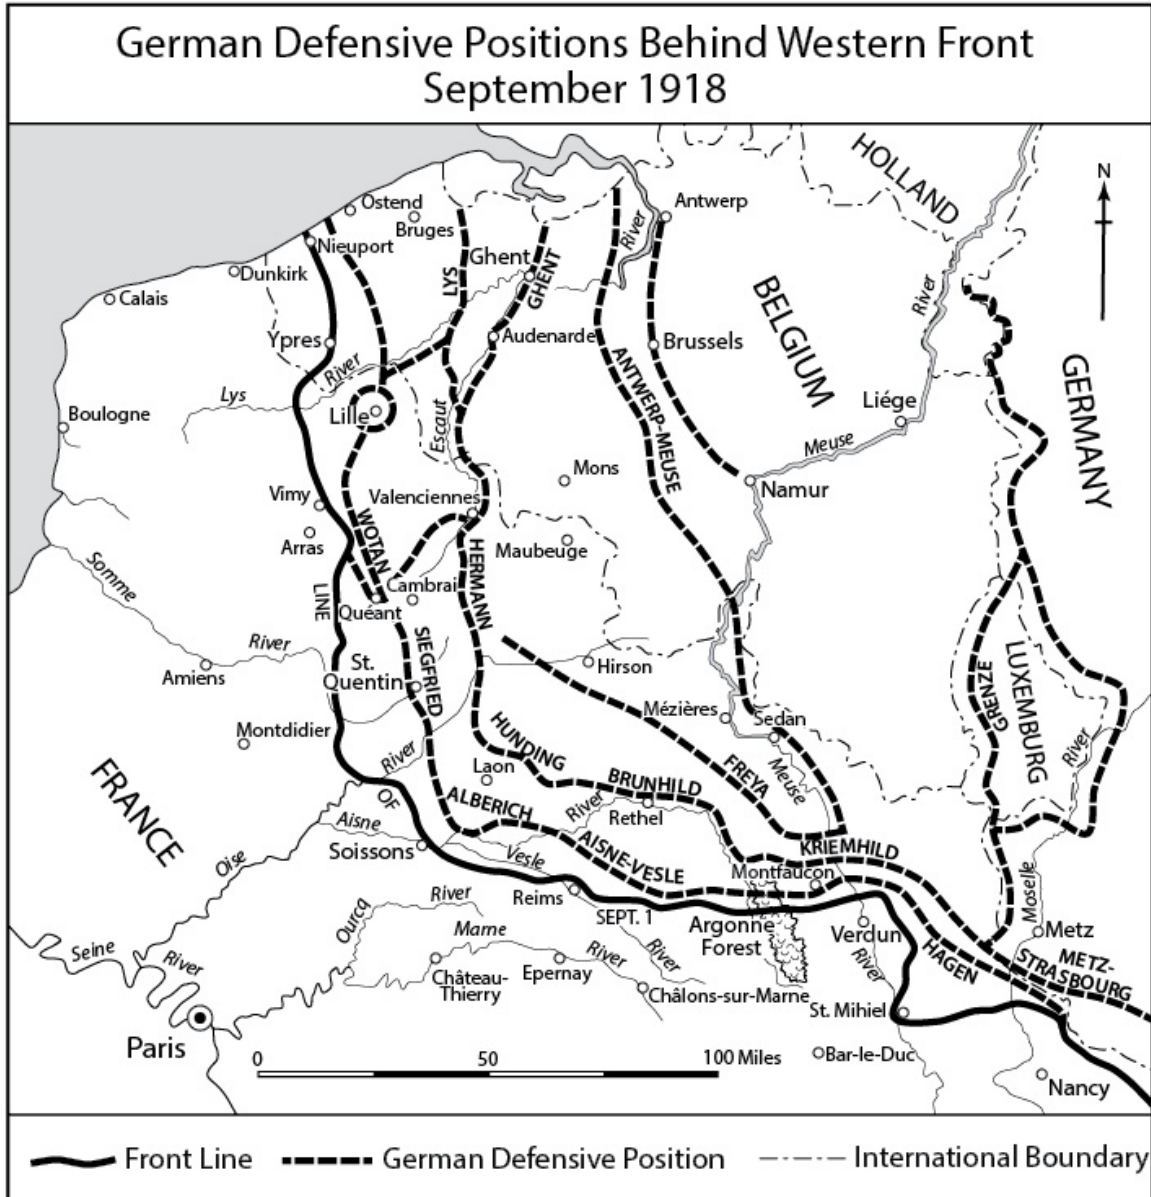 German Defensive Positions Behind Western Front
September 1918
HOLLAND
N
Ostend
Bruges
Antwerp
Nieuport
River
Ghent
GHENT
LYS
Dunkirk
Calais
BELGIUM
River
Ypres
Audenarde
Brussels
GERMANY
River
ANTWERP-MEUSE
Lys
Lille
Liége
Boulogne
Escaut
Meuse
Mons
Namur
Vimy
Valenciennes
WOTAN
Arras
HERMANN
Maubeuge
Somme
Cambrai
LINE
Quéant
River
SIEGFRIED
Amiens
St.
Quentin
Hirson
GRENZE
LUXEMBURG
Mézières
Sedan
Montdidier
HUNDING
River
River
Laon
FREYA
Meuse
FRANCE
OF
ALBERICH
BRUNHILD
River
Rethel
Aisne
AISNE-VESLE
KRIEMHILD
Soissons
Vesle
Oise
Montfaucon
Moselle
Reims
River
Ourcq
SEPT. 1
Argonne
Forest
Verdun
Metz
Marne
River
River
HAGEN
METZ-
STRASBOURG
Seine
River
Château-
Thierry
Epernay
Châlons-sur-Marne
River
St. Mihiel
Paris
0
50
100 Miles
Bar-le-Duc
Nancy
Front Line
German Defensive Position
International Boundary